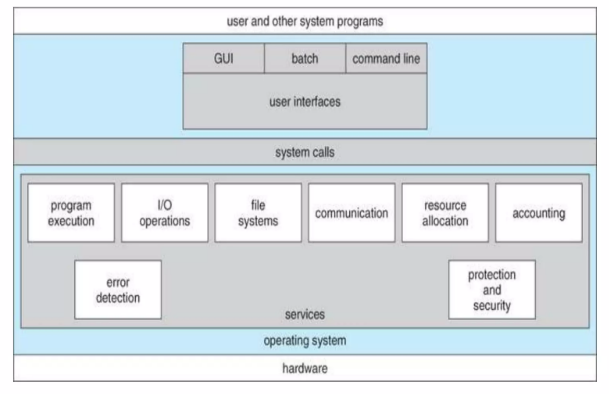 user and other system programs
GUI
batch
command line
user interfaces
system calls
program
execution
I/O
operations
file
systems
communication
resource
allocation
accounting
error
detection
protection
and
security
services
operating system
hardware